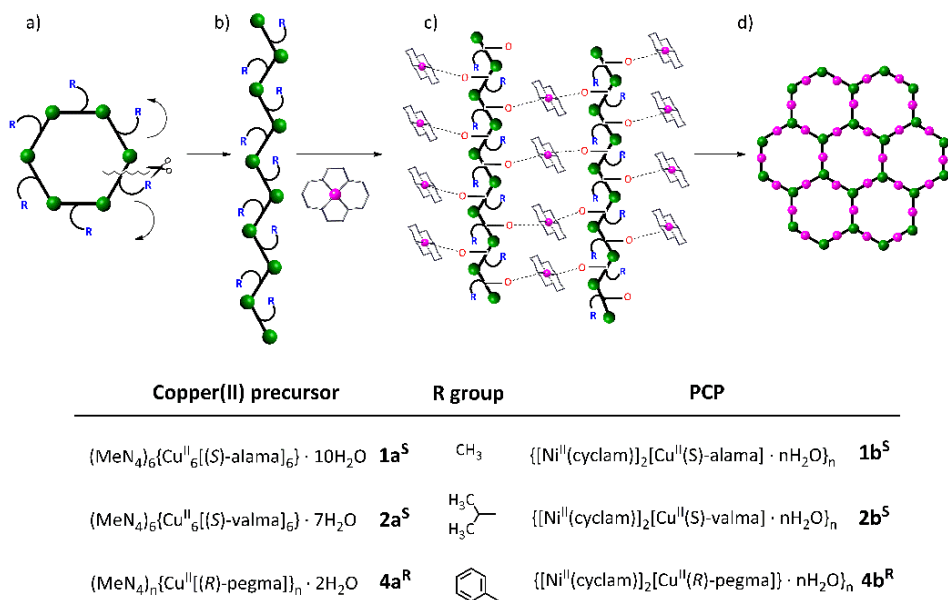 a)
b)
c)
d)
R
R
R
R
R
R
R
R
R
R
R
R
R
R
O
O
O
O
O
O
O
O
O
R
R
R
R
R
R
R
R
O
O
O
O
O
O
O
O
O
R
R
R
R
R
R
R
R
Copper(II) precursor R group PCP
(MeN₄)₆{Cuᴵᴵ₆[(S)-alama]₆} · 10H₂O 1aˢ CH₃ {[Niᴵᴵ(cyclam)]₂[Cuᴵᴵ(S)-alama] · nH₂O}ₙ 1bˢ
H₃C
(MeN₄)₆{Cuᴵᴵ₆[(S)-valma]₆} · 7H₂O 2aˢ {[Niᴵᴵ(cyclam)]₂[Cuᴵᴵ(S)-valma] · nH₂O}ₙ 2bˢ
H₃C
(MeN₄)ₙ{Cuᴵᴵ[(R)-pegma]}ₙ · 2H₂O 4aᴿ {[Niᴵᴵ(cyclam)]₂[Cuᴵᴵ(R)-pegma]} · nH₂O}ₙ 4bᴿ